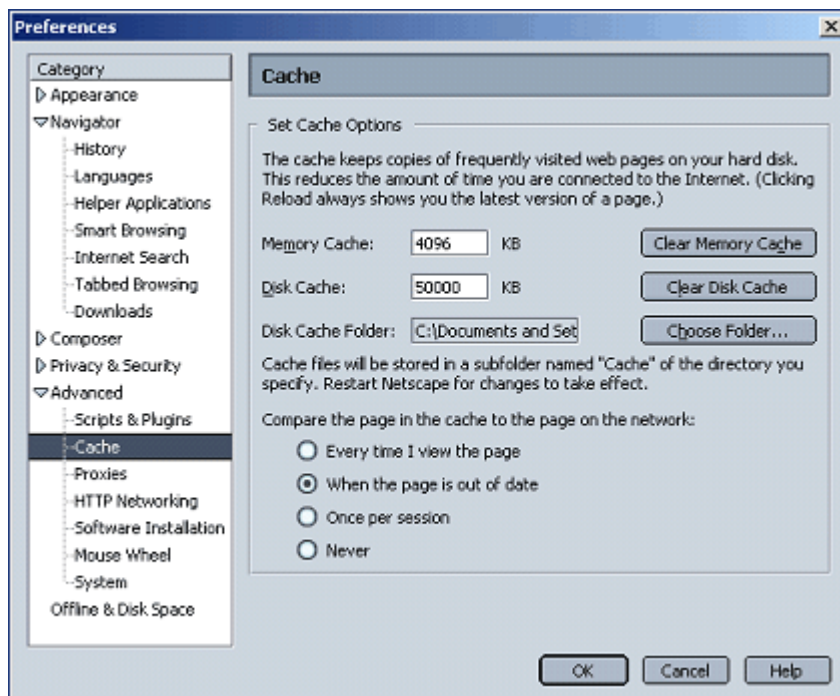 Preferences
Category
Appearance
Navigator
History
Languages
Helper Applications
Smart Browsing
Internet Search
Tabbed Browsing
Downloads
Composer
Privacy & Security
Advanced
Scripts & Plugins
Cache
Proxies
HTTP Networking
Software Installation
Mouse Wheel
System
Offline & Disk Space
Cache
Set Cache Options
The cache keeps copies of frequently visited web pages on your hard disk.
This reduces the amount of time you are connected to the Internet. (Clicking
Reload always shows you the latest version of a page.)
Memory Cache: 4096 KB Clear Memory Cache
Disk Cache: 50000 KB Clear Disk Cache
Disk Cache Folder: C:\Documents and Set Choose Folder...
Cache files will be stored in a subfolder named "Cache" of the directory you
specify. Restart Netscape for changes to take effect.
Compare the page in the cache to the page on the network:
Every time I view the page
When the page is out of date
Once per session
Never
OK Cancel Help